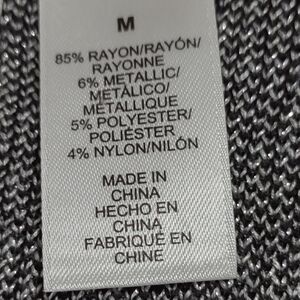 M
85% RAYON/RAYÓN/
RAYONNE
6% METALLIC/
METÁLICO/
MÉTALLIQUE
5% POLYESTER/
POLIÉSTER
4% NYLON/NILÓN
MADE IN
CHINA
HECHO EN
CHINA
FABRIQUÉ EN
CHINE